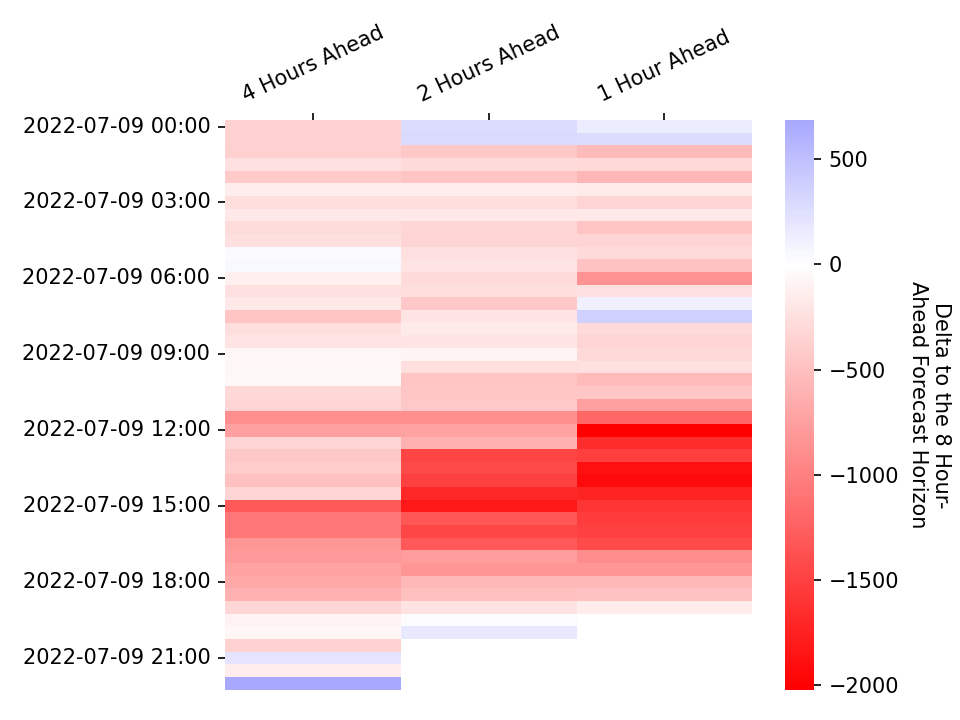 4 Hours Ahead
2 Hours Ahead
1 Hour Ahead
2022-07-09 00:00
2022-07-09 03:00
2022-07-09 06:00
2022-07-09 09:00
2022-07-09 12:00
2022-07-09 15:00
2022-07-09 18:00
2022-07-09 21:00
500
0
−500
−1000
−1500
−2000
Delta to the 8 Hour-
Ahead Forecast Horizon